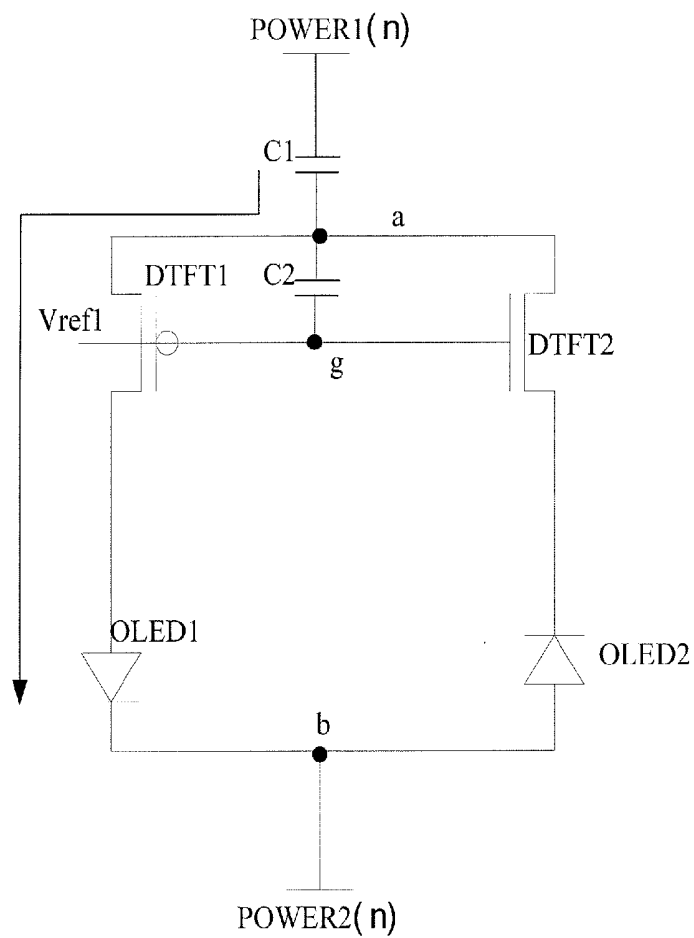 POWER1(n)
C1
a
DTFT1
C2
Vref1
g
DTFT2
OLED1
OLED2
b
POWER2(n)